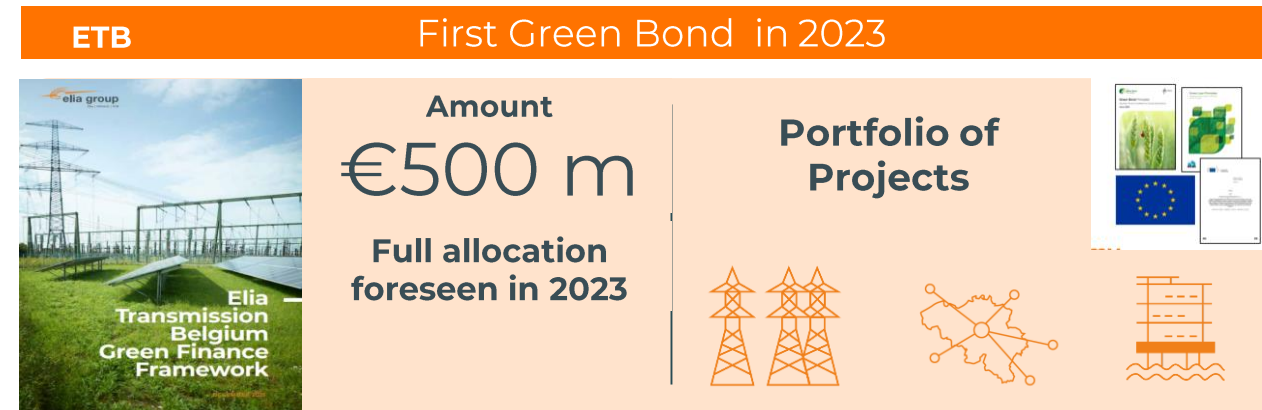 ETB
First Green Bond in 2023
elia group
Elia
Transmission
Belgium
Green Finance
Framework
Amount
€500 m
Full allocation
foreseen in 2023
Portfolio of
Projects